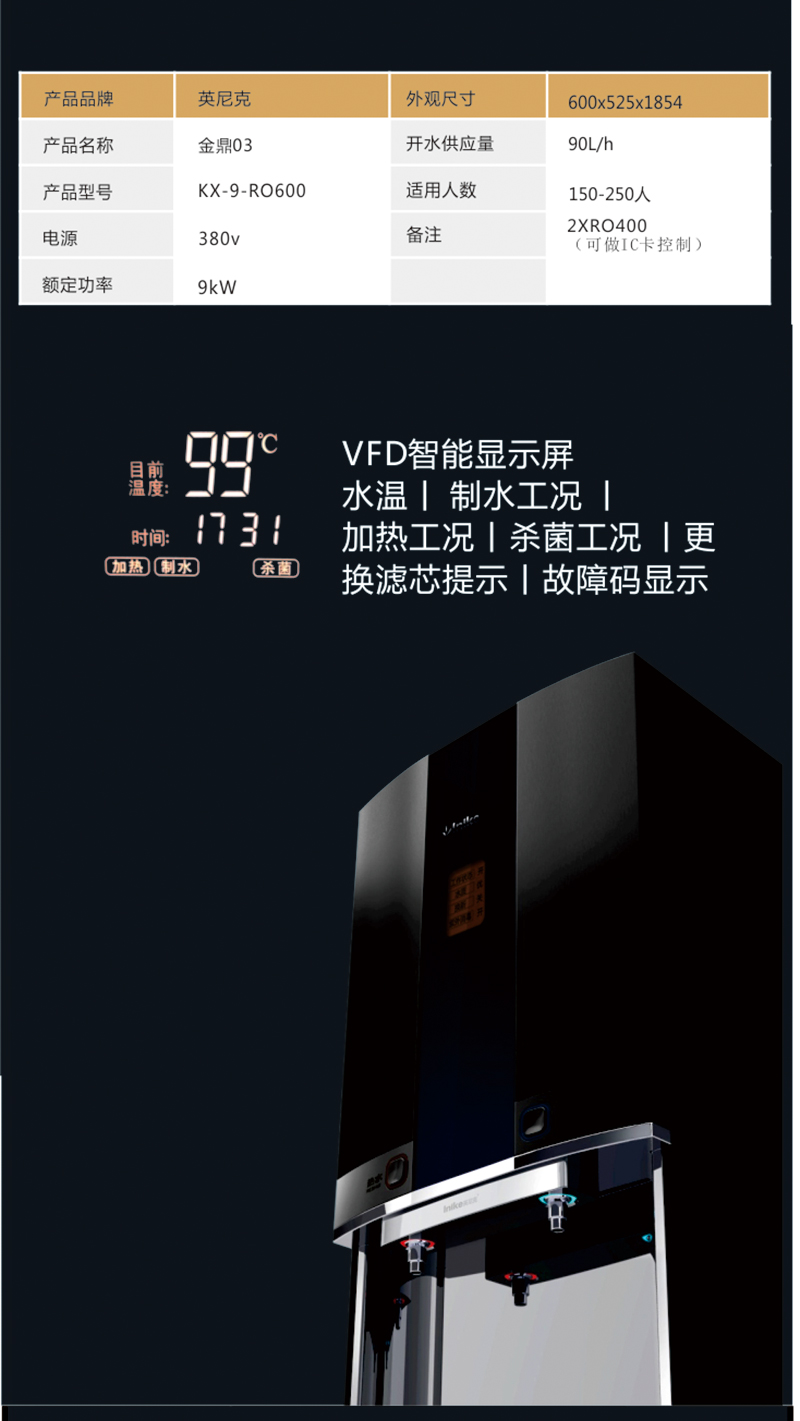 产品品牌 英尼克 外观尺寸 600x525x1854
产品名称 金鼎03 开水供应量 90L/h
产品型号 KX-9-RO600 适用人数 150-250人
电源 380v 备注 2XRO400
（可做IC卡控制）
额定功率 9kW
目前
温度:
99℃
时间: 17 31
加热 制水 杀菌
VFD智能显示屏
水温丨 制水工况 丨
加热工况丨杀菌工况 丨更
换滤芯提示丨故障码显示